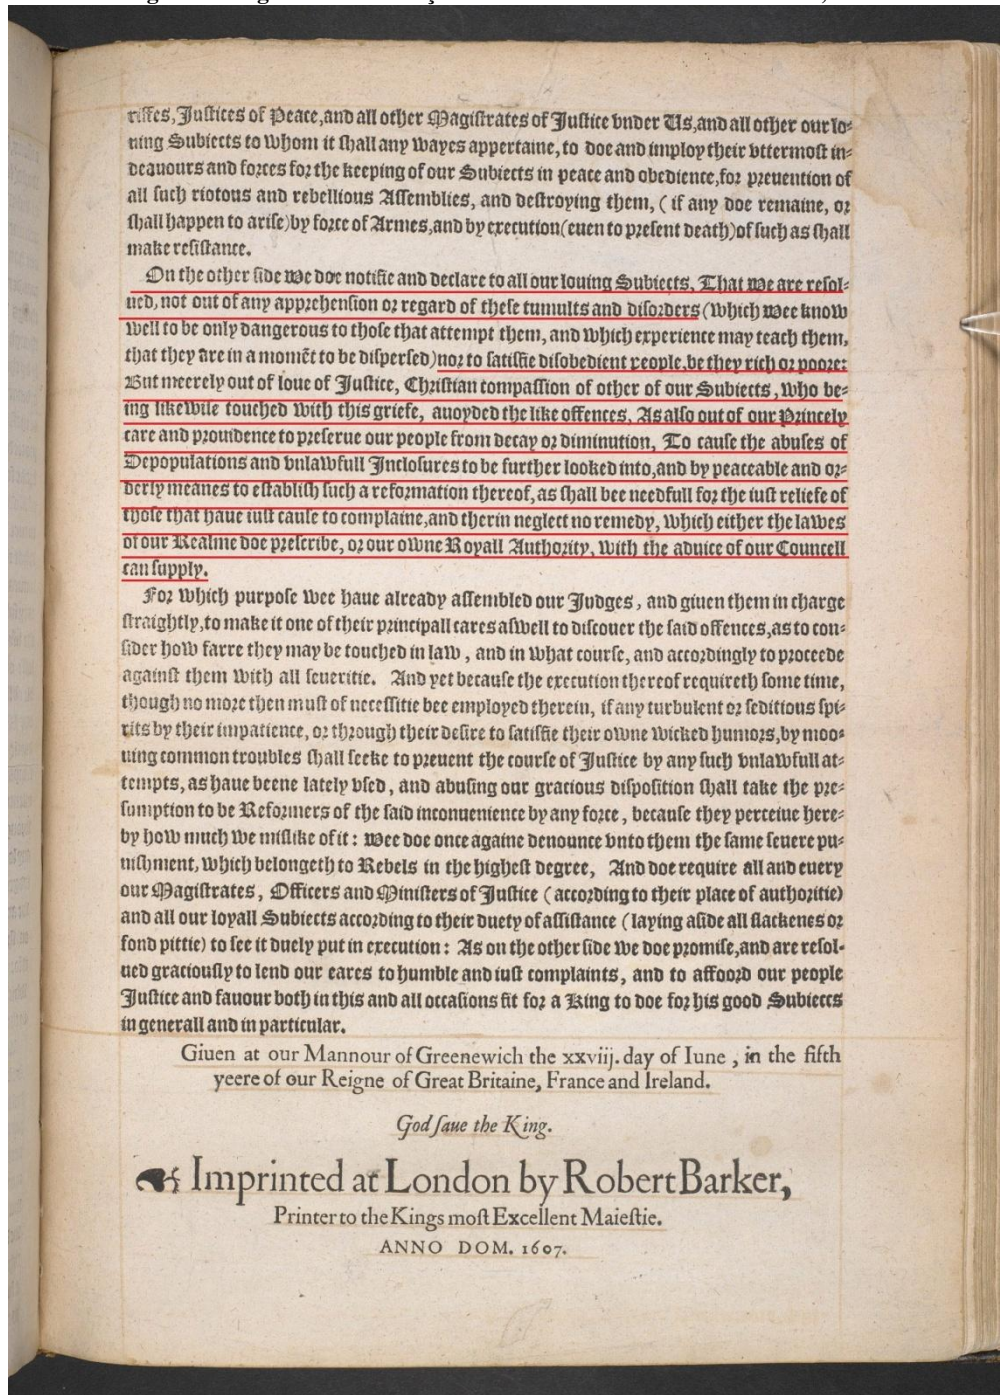 riffes, Justices of Peace, and all other Magistrates of Justice vnder Us, and all other our lo-
uing Subiects to whom it shall any wayes appertaine, to doe and imploy their vttermost in-
deauours and forces for the keeping of our Subiects in peace and obedience, for preuention of
all such riotous and rebellious Assemblies, and destroying them, ( if any doe remaine, or
shall happen to arise) by force of Armes, and by execution (euen to present death) of such as shall
make resistance.
On the other side we doe notifie and declare to all our louing Subiects, That we are resol-
ued, not out of any apprehension or regard of these tumults and disorders (which wee know
well to be only dangerous to those that attempt them, and which experience may teach them,
that they are in a momẽt to be dispersed) nor to satisfie disobedient people, be they rich or poore:
But meerely out of loue of Justice, Christian compassion of other of our Subiects, who be-
ing likewise touched with this griefe, auoyded the like offences, As also out of our Princely
care and prouidence to preserue our people from decay or diminution, To cause the abuses of
Depopulations and vnlawfull Inclosures to be further looked into, and by peaceable and or-
derly meanes to establish such a reformation thereof, as shall bee needfull for the iust reliefe of
those that haue iust cause to complaine, and therin neglect no remedy, which either the lawes
of our Realme doe prescribe, or our owne Royall Authority, with the aduice of our Councell
can supply.
For which purpose wee haue already assembled our Judges, and giuen them in charge
straightly, to make it one of their principall cares aswell to discouer the said offences, as to con-
sider how farre they may be touched in law, and in what course, and accordingly to proceede
against them with all seueritie. And yet because the execution thereof requireth some time,
though no more then must of necessitie bee employed therein, if any turbulent or seditious spi-
rits by their impatience, or through their desire to satisfie their owne wicked humors, by moo-
uing common troubles shall seeke to preuent the course of Justice by any such vnlawfull at-
tempts, as haue beene lately vsed, and abusing our gracious disposition shall take the pre-
sumption to be Reformers of the said inconuenience by any force, because they perceiue here-
by how much we mislike of it: wee doe once againe denounce vnto them the same seuere pu-
nishment, which belongeth to Rebels in the highest degree, And doe require all and euery
our Magistrates, Officers and Ministers of Justice (according to their place of authoritie)
and all our loyall Subiects according to their duety of assistance (laying aside all slackenes or
fond pittie) to see it duely put in execution: As on the other side we doe promise, and are resol-
ued graciously to lend our eares to humble and iust complaints, and to affoord our people
Justice and fauour both in this and all occasions fit for a King to doe for his good Subiects
in generall and in particular.
Giuen at our Mannour of Greenewich the xxviij. day of Iune, in the fifth
yeere of our Reigne of Great Britaine, France and Ireland.
God saue the King.
Imprinted at London by Robert Barker,
Printer to the Kings most Excellent Maiestie.
ANNO DOM. 1607.